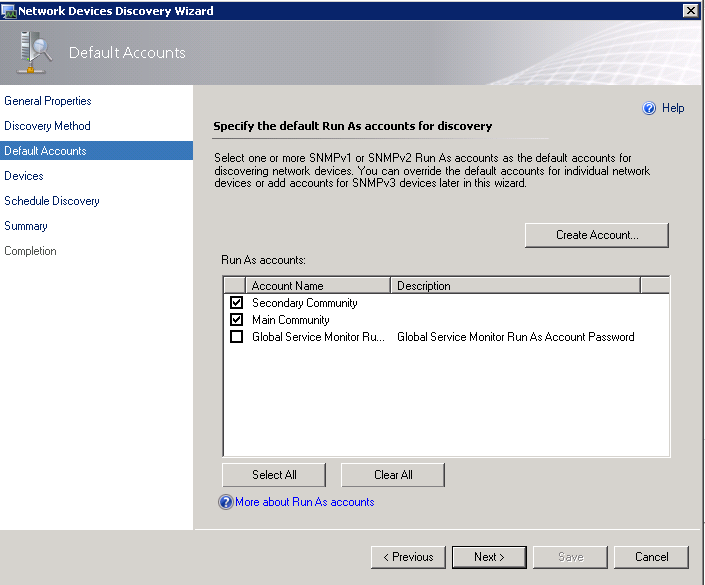 Network Devices Discovery Wizard
Default Accounts
General Properties
Discovery Method
Default Accounts
Devices
Schedule Discovery
Summary
Completion
Help
Specify the default Run As accounts for discovery
Select one or more SNMPv1 or SNMPv2 Run As accounts as the default accounts for
discovering network devices. You can override the default accounts for individual network
devices or add accounts for SNMPv3 devices later in this wizard.
Create Account...
Run As accounts:
Account Name Description
Secondary Community
Main Community
Global Service Monitor Ru... Global Service Monitor Run As Account Password
Select All Clear All
More about Run As accounts
< Previous Next > Save Cancel